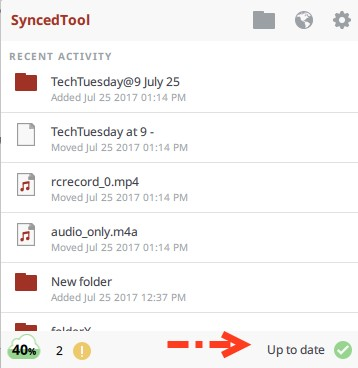 SyncedTool
RECENT ACTIVITY
TechTuesday@9 July 25
Added Jul 25 2017 01:14 PM
TechTuesday at 9 -
Moved Jul 25 2017 01:14 PM
rcrecord_0.mp4
Moved Jul 25 2017 01:14 PM
audio_only.m4a
Moved Jul 25 2017 01:14 PM
New folder
Added Jul 25 2017 12:37 PM
folderX
40% 2 ! Up to date